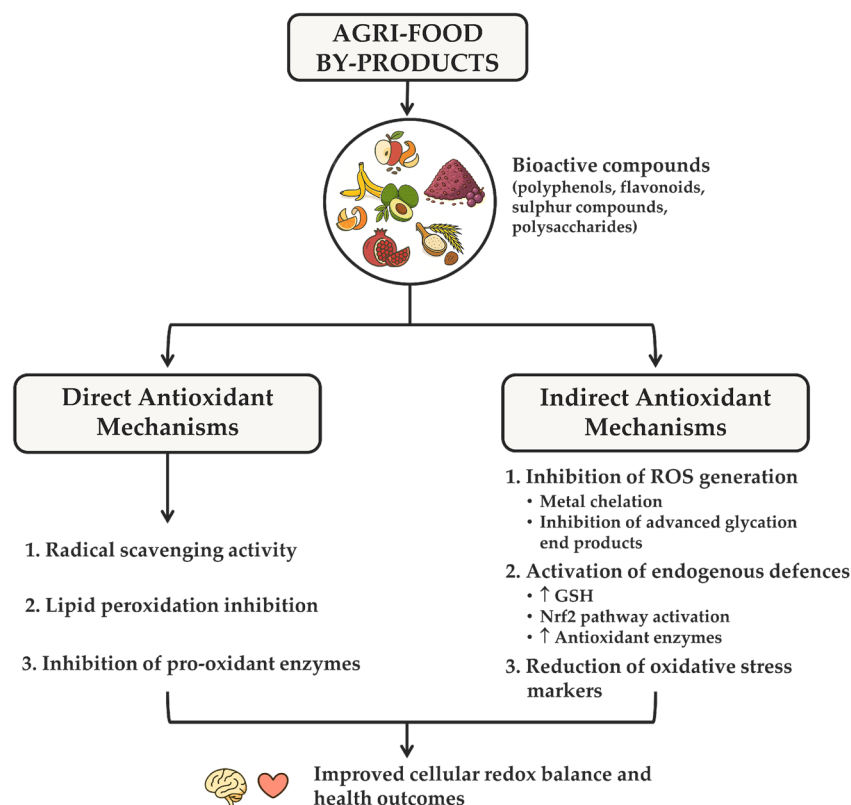 AGRI-FOOD
BY-PRODUCTS
Bioactive compounds
(polyphenols, flavonoids,
sulphur compounds,
polysaccharides)
Direct Antioxidant
Mechanisms
1. Radical scavenging activity
2. Lipid peroxidation inhibition
3. Inhibition of pro-oxidant enzymes
Indirect Antioxidant
Mechanisms
1. Inhibition of ROS generation
• Metal chelation
• Inhibition of advanced glycation
end products
2. Activation of endogenous defences
• ↑ GSH
• Nrf2 pathway activation
• ↑ Antioxidant enzymes
3. Reduction of oxidative stress
markers
Improved cellular redox balance and
health outcomes